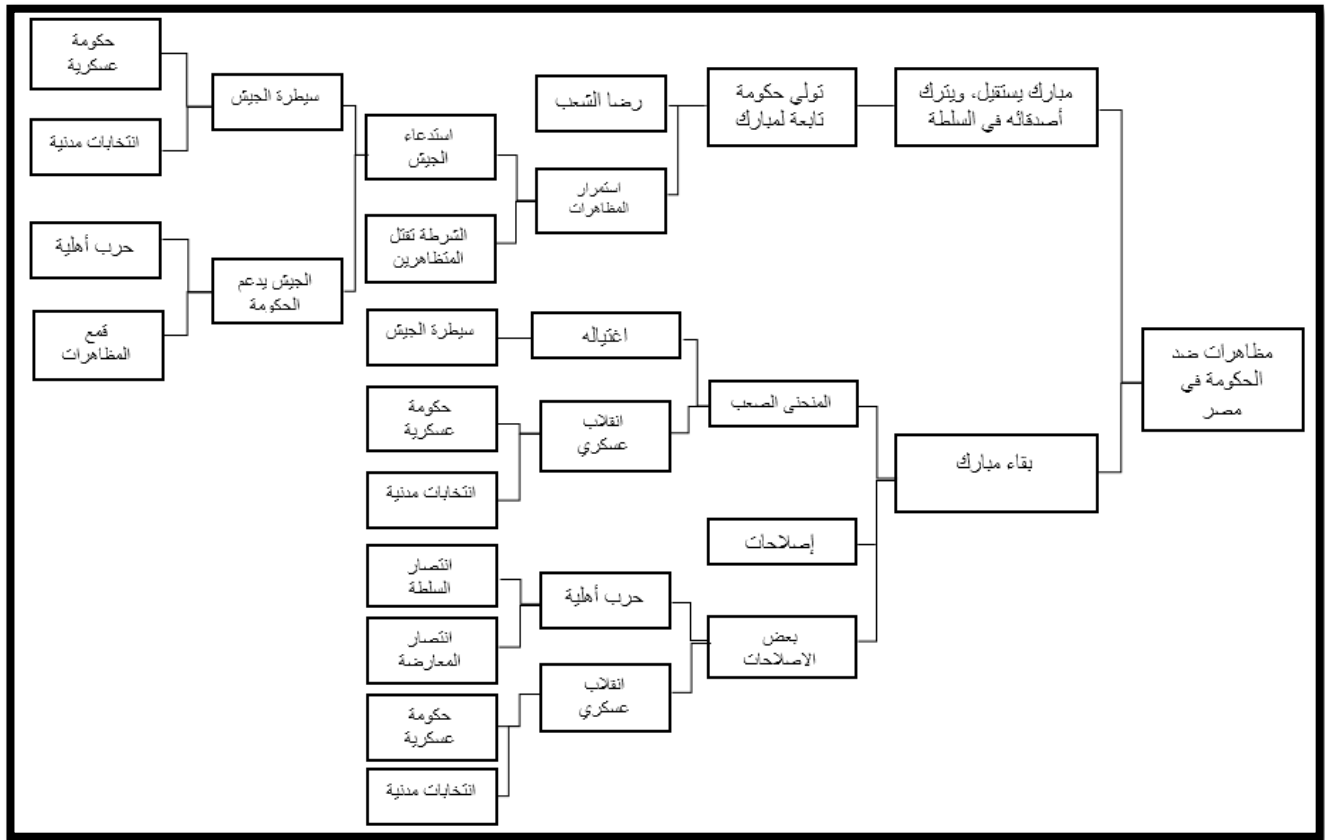 مظاهرات ضد
الحكومة في
مصر
مبارك يستقيل، ويترك
أصدقائه في السلطة
تولي حكومة
تابعة لمبارك
رضا الشعب
استمرار
المظاهرات
استدعاء
الجيش
الشرطة تقتل
المتظاهرين
سيطرة الجيش
حكومة
عسكرية
انتخابات مدنية
الجيش يدعم
الحكومة
حرب أهلية
قمع
المظاهرات
بقاء مبارك
المنحنى الصعب
اغتياله
سيطرة الجيش
انقلاب
عسكري
حكومة
عسكرية
انتخابات مدنية
إصلاحات
بعض
الاصلاحات
حرب أهلية
انتصار
السلطة
انتصار
المعارضة
انقلاب
عسكري
حكومة
عسكرية
انتخابات مدنية